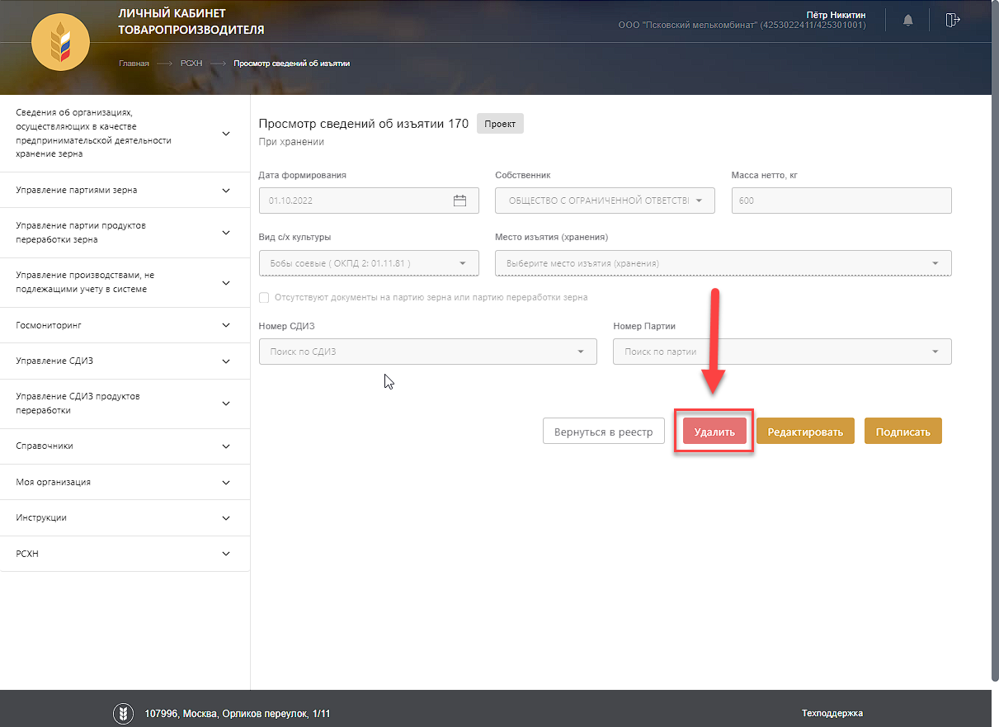 ЛИЧНЫЙ КАБИНЕТ
ТОВАРОПРОИЗВОДИТЕЛЯ
Пётр Никитин
ООО "Псковский мелькомбинат" (4253022411/425301001)
Главная РСХН Просмотр сведений об изъятии
Сведения об организациях,
осуществляющих в качестве
предпринимательской деятельности
хранение зерна
Управление партиями зерна
Управление партии продуктов
переработки зерна
Управление производствами, не
подлежащими учету в системе
Госмониторинг
Управление СДИЗ
Управление СДИЗ продуктов
переработки
Справочники
Моя организация
Инструкции
РСХН
Просмотр сведений об изъятии 170 Проект
При хранении
Дата формирования Собственник Масса нетто, кг
01.10.2022 ОБЩЕСТВО С ОГРАНИЧЕННОЙ ОТВЕТСТВІ 600
Вид с/х культуры Место изъятия (хранения)
Бобы соевые ( ОКПД 2: 01.11.81 ) Выберите место изъятия (хранения)
Отсутствуют документы на партию зерна или партию переработки зерна
Номер СДИЗ Номер Партии
Поиск по СДИЗ Поиск по партии
Вернуться в реестр Удалить Редактировать Подписать
107996, Москва, Орликов переулок, 1/11 Техподдержка